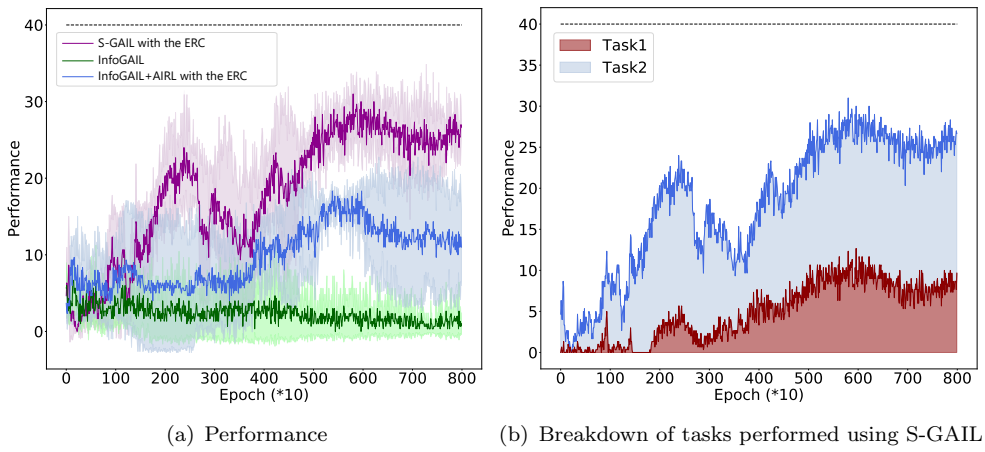 S-GAIL with the ERC
InfoGAIL
InfoGAIL+AIRL with the ERC
40
30
20
10
0
Performance
0 100 200 300 400 500 600 700 800
Epoch (*10)
(a) Performance
Task1
Task2
40
35
30
25
20
15
10
5
0
Performance
0 100 200 300 400 500 600 700 800
Epoch (*10)
(b) Breakdown of tasks performed using S-GAIL